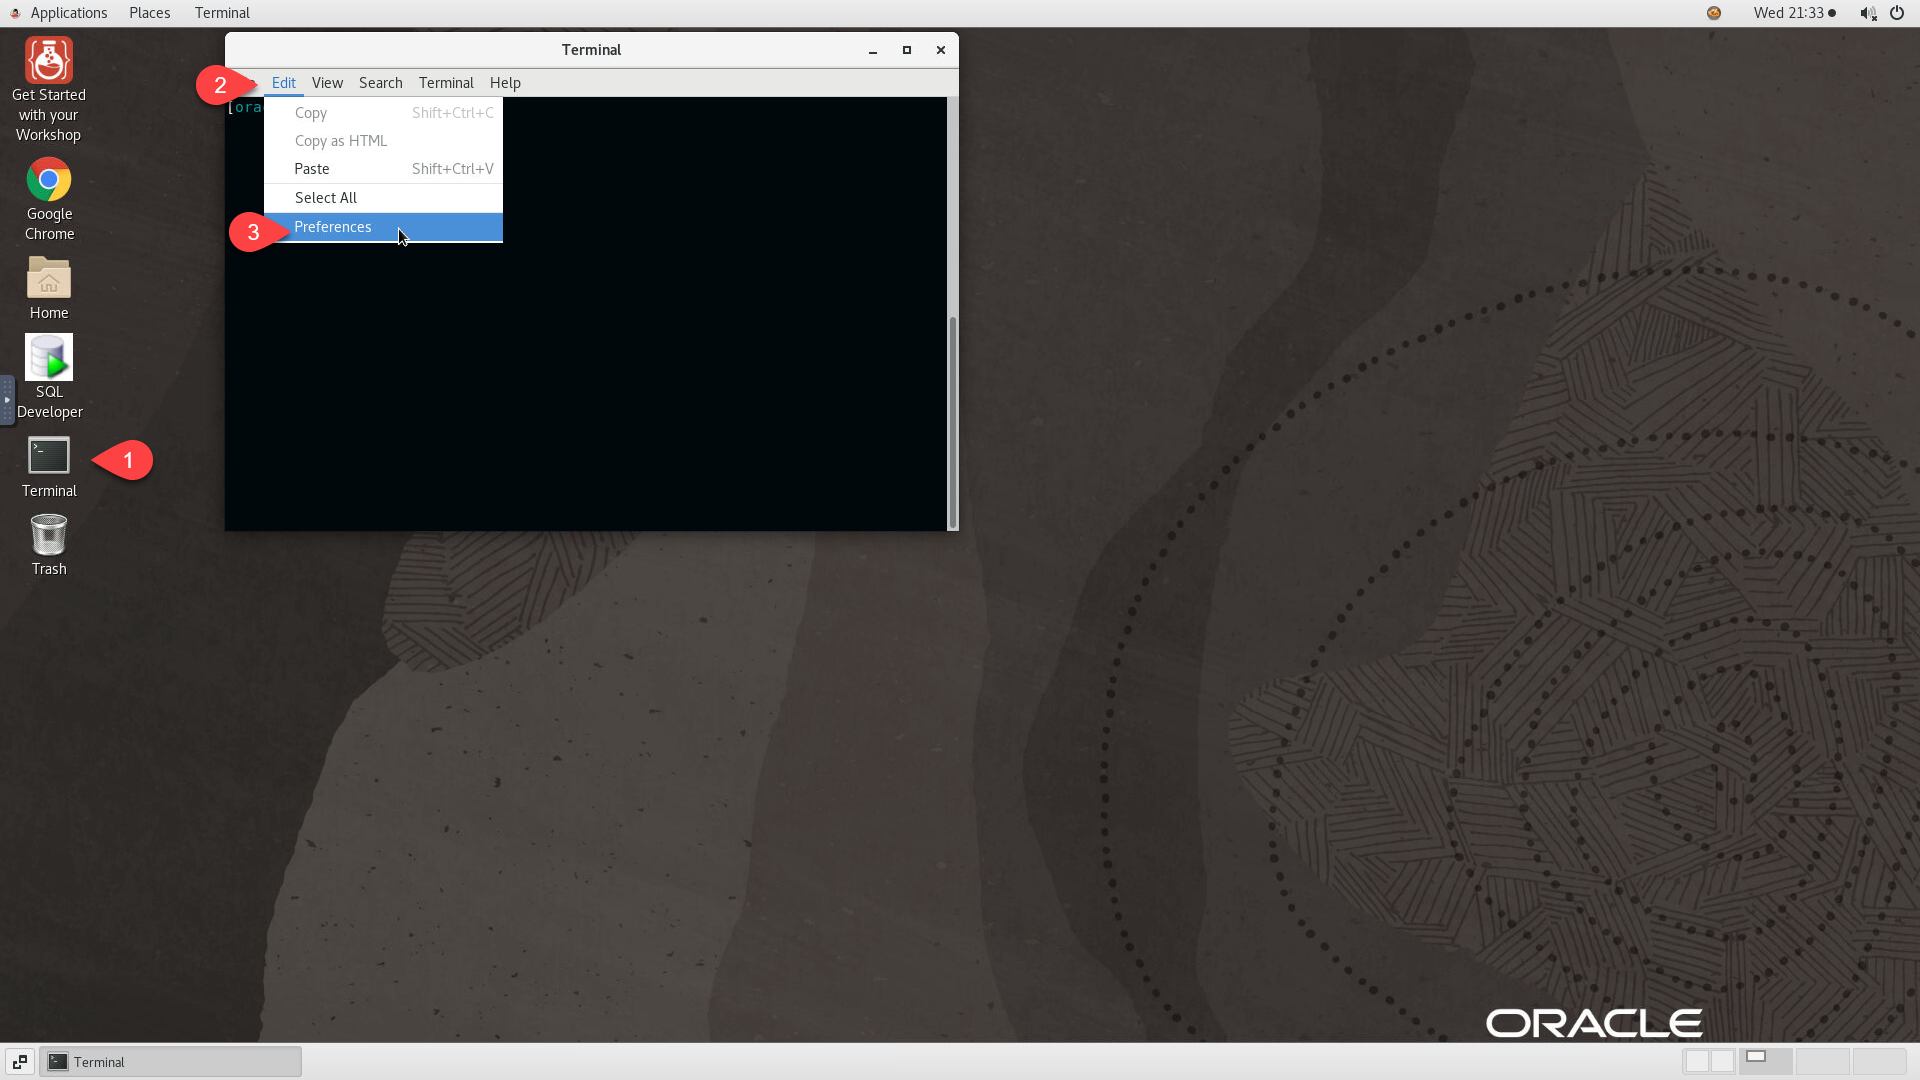 Applications Places Terminal
Wed 21:33
Get Started
with your
Workshop
Google
Chrome
Home
SQL
Developer
Terminal
Trash
1
Terminal
2
Edit View Search Terminal Help
[ora
Copy Shift+Ctrl+C
Copy as HTML
Paste Shift+Ctrl+V
Select All
3
Preferences
ORACLE
Terminal